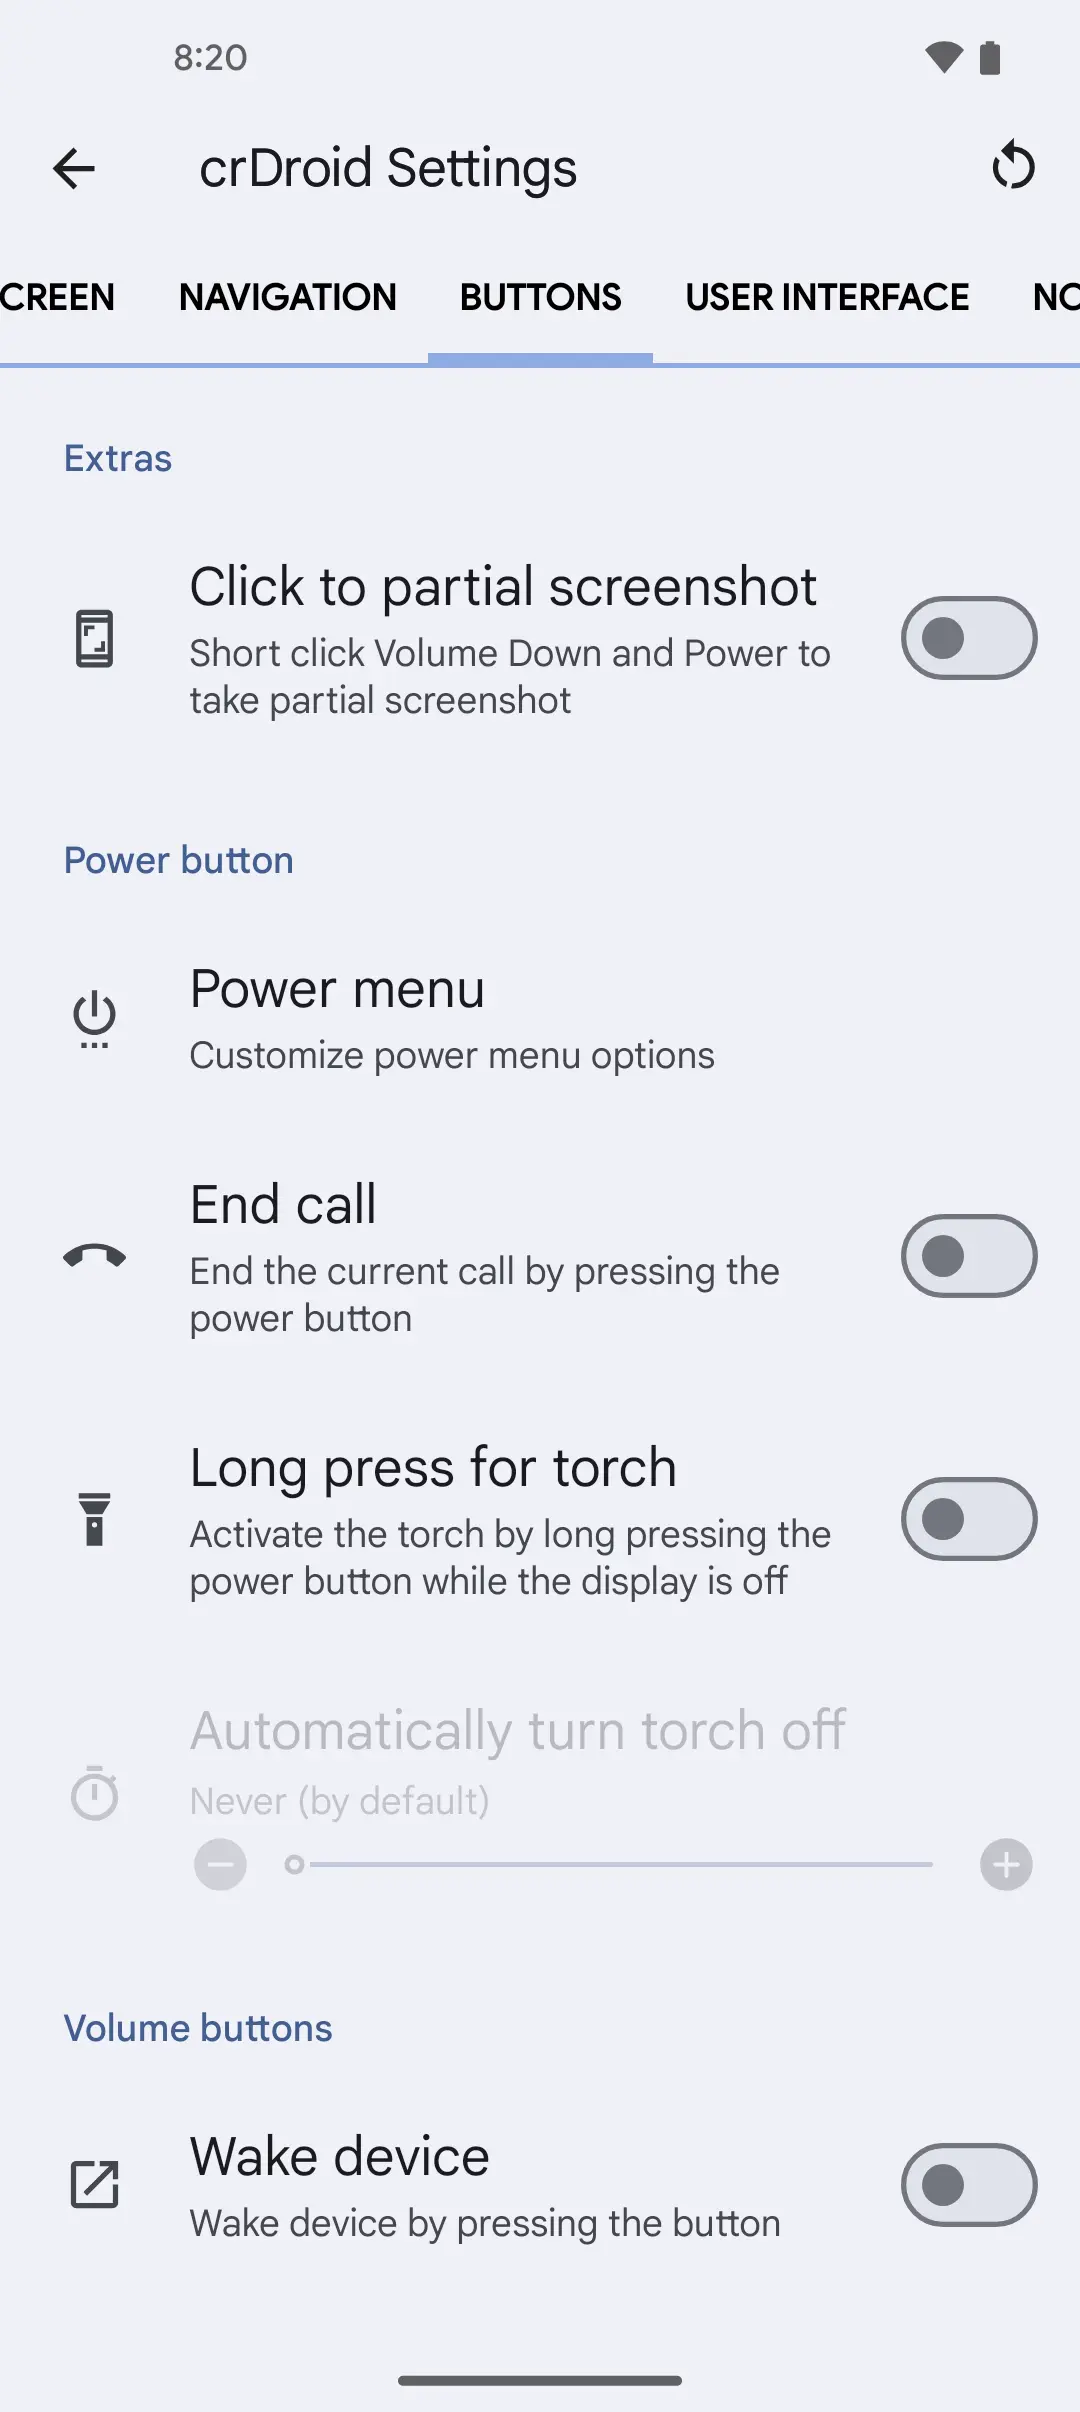 8:20
crDroid Settings
CREEN NAVIGATION BUTTONS USER INTERFACE NO
Extras
Click to partial screenshot
Short click Volume Down and Power to
take partial screenshot
Power button
Power menu
Customize power menu options
End call
End the current call by pressing the
power button
Long press for torch
Activate the torch by long pressing the
power button while the display is off
Automatically turn torch off
Never (by default)
Volume buttons
Wake device
Wake device by pressing the button